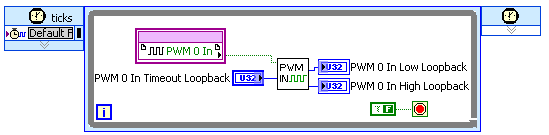 ticks
Default F
PWM 0 In
PWM 0 In Timeout Loopback
U32
PWM
IN
U32
PWM 0 In Low Loopback
U32
PWM 0 In High Loopback
i
F